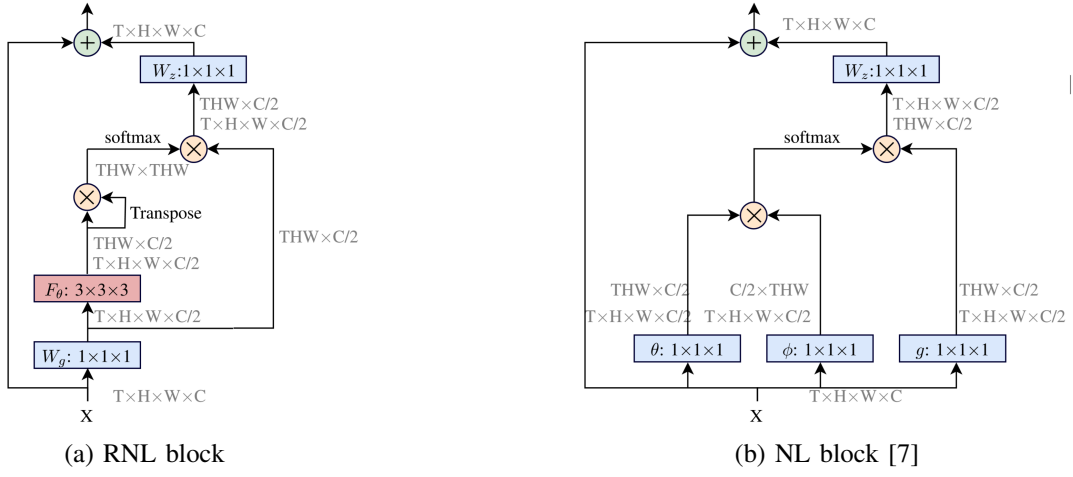 T×H×W×C
+
W_z:1×1×1
THW×C/2
T×H×W×C/2
softmax
×
THW×THW
×
Transpose
THW×C/2
T×H×W×C/2
THW×C/2
F_θ: 3×3×3
T×H×W×C/2
W_g: 1×1×1
T×H×W×C
X
(a) RNL block
T×H×W×C
+
W_z:1×1×1
T×H×W×C/2
THW×C/2
softmax
×
×
THW×C/2 C/2×THW THW×C/2
T×H×W×C/2 T×H×W×C/2 T×H×W×C/2
θ: 1×1×1 ϕ: 1×1×1 g: 1×1×1
T×H×W×C
X
(b) NL block [7]